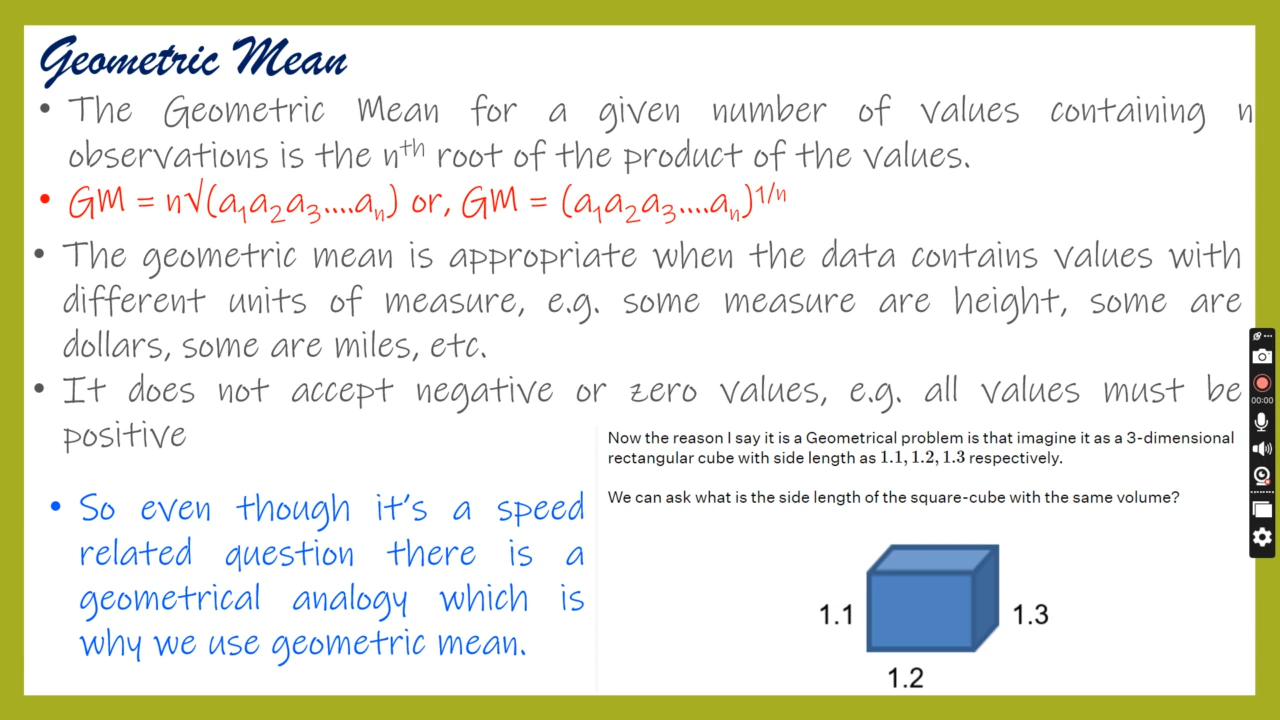 Geometric Mean
• The Geometric Mean for a given number of values containing n
observations is the nᵗʰ root of the product of the values.
• GM = n√(a₁a₂a₃....aₙ) or, GM = (a₁a₂a₃....aₙ)¹/ⁿ
• The geometric mean is appropriate when the data contains values with
different units of measure, e.g. some measure are height, some are
dollars, some are miles, etc.
• It does not accept negative or zero values, e.g. all values must be
positive
Now the reason I say it is a Geometrical problem is that imagine it as a 3-dimensional
rectangular cube with side length as 1.1, 1.2, 1.3 respectively.
We can ask what is the side length of the square-cube with the same volume?
• So even though it's a speed
related question there is a
geometrical analogy which is
why we use geometric mean.
1.1
1.3
1.2
00:00